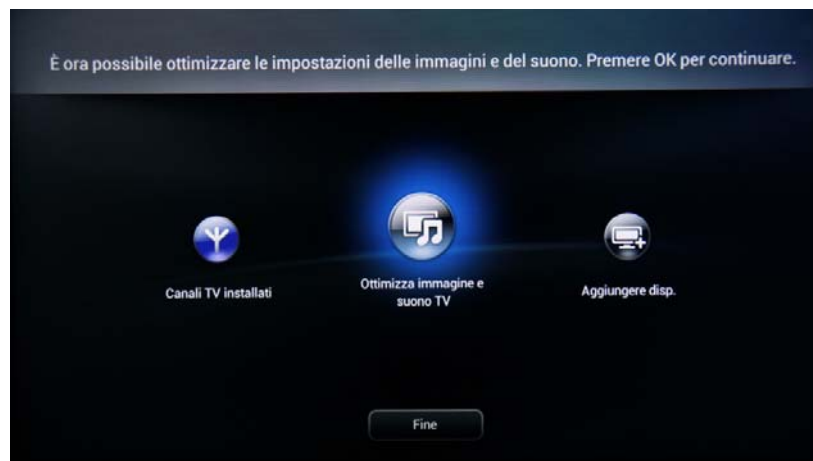 È ora possibile ottimizzare le impostazioni delle immagini e del suono. Premere OK per continuare.
Canali TV installati
Ottimizza immagine e
suono TV
Aggiungere disp.
Fine